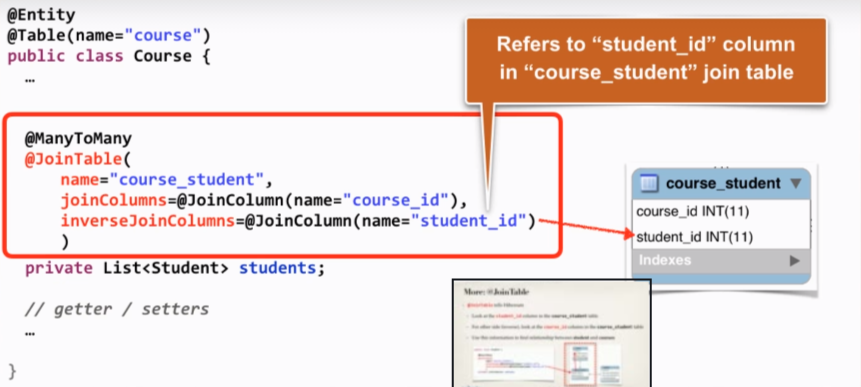 @Entity
@Table(name="course")
public class Course {
…
@ManyToMany
@JoinTable(
name="course_student",
joinColumns=@JoinColumn(name="course_id"),
inverseJoinColumns=@JoinColumn(name="student_id")
)
private List<Student> students;
// getter / setters
…
}
Refers to “student_id” column
in “course_student” join table
course_student
course_id INT(11)
student_id INT(11)
Indexes
More: @JoinTable